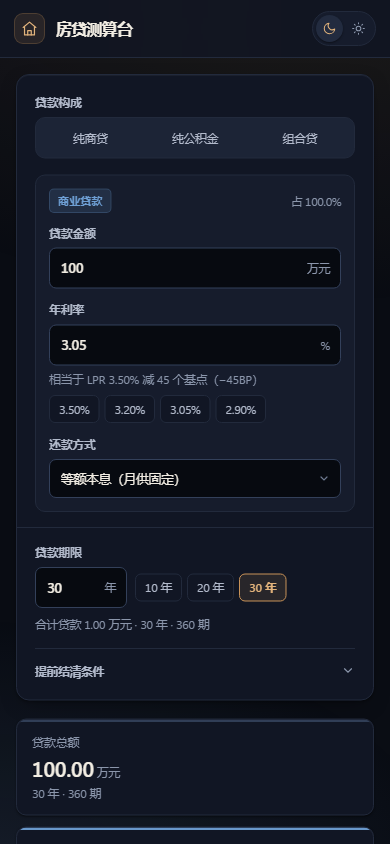 房贷测算台
贷款构成
纯商贷 纯公积金 组合贷
商业贷款 占 100.0%
贷款金额
100 万元
年利率
3.05 %
相当于 LPR 3.50% 减 45 个基点（−45BP）
3.50% 3.20% 3.05% 2.90%
还款方式
等额本息（月供固定）
贷款期限
30 年 10 年 20 年 30 年
合计贷款 1.00 万元 · 30 年 · 360 期
提前结清条件
贷款总额
100.00 万元
30 年 · 360 期